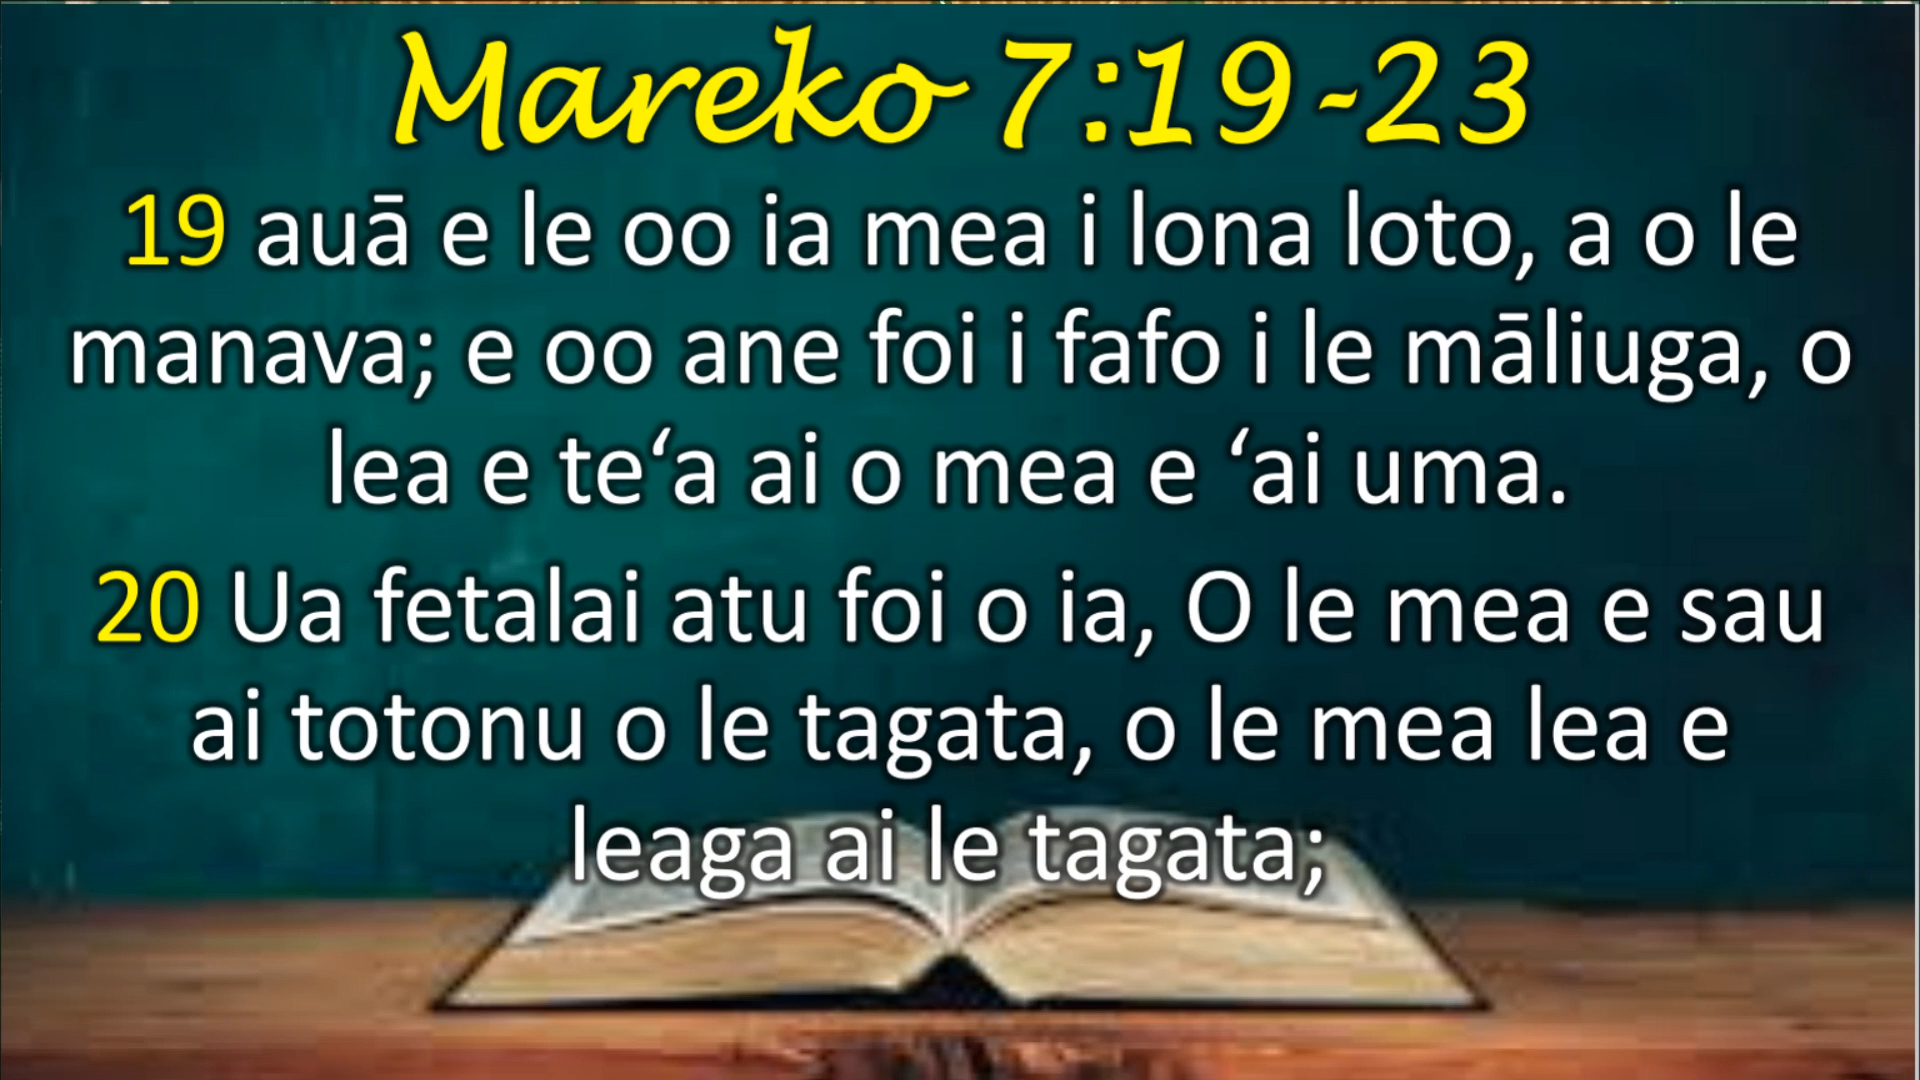 Mareko 7:19-23
19 auā e le oo ia mea i lona loto, a o le
manava; e oo ane foi i fafo i le māliuga, o
lea e te‘a ai o mea e ‘ai uma.
20 Ua fetalai atu foi o ia, O le mea e sau
ai totonu o le tagata, o le mea lea e
leaga ai le tagata;